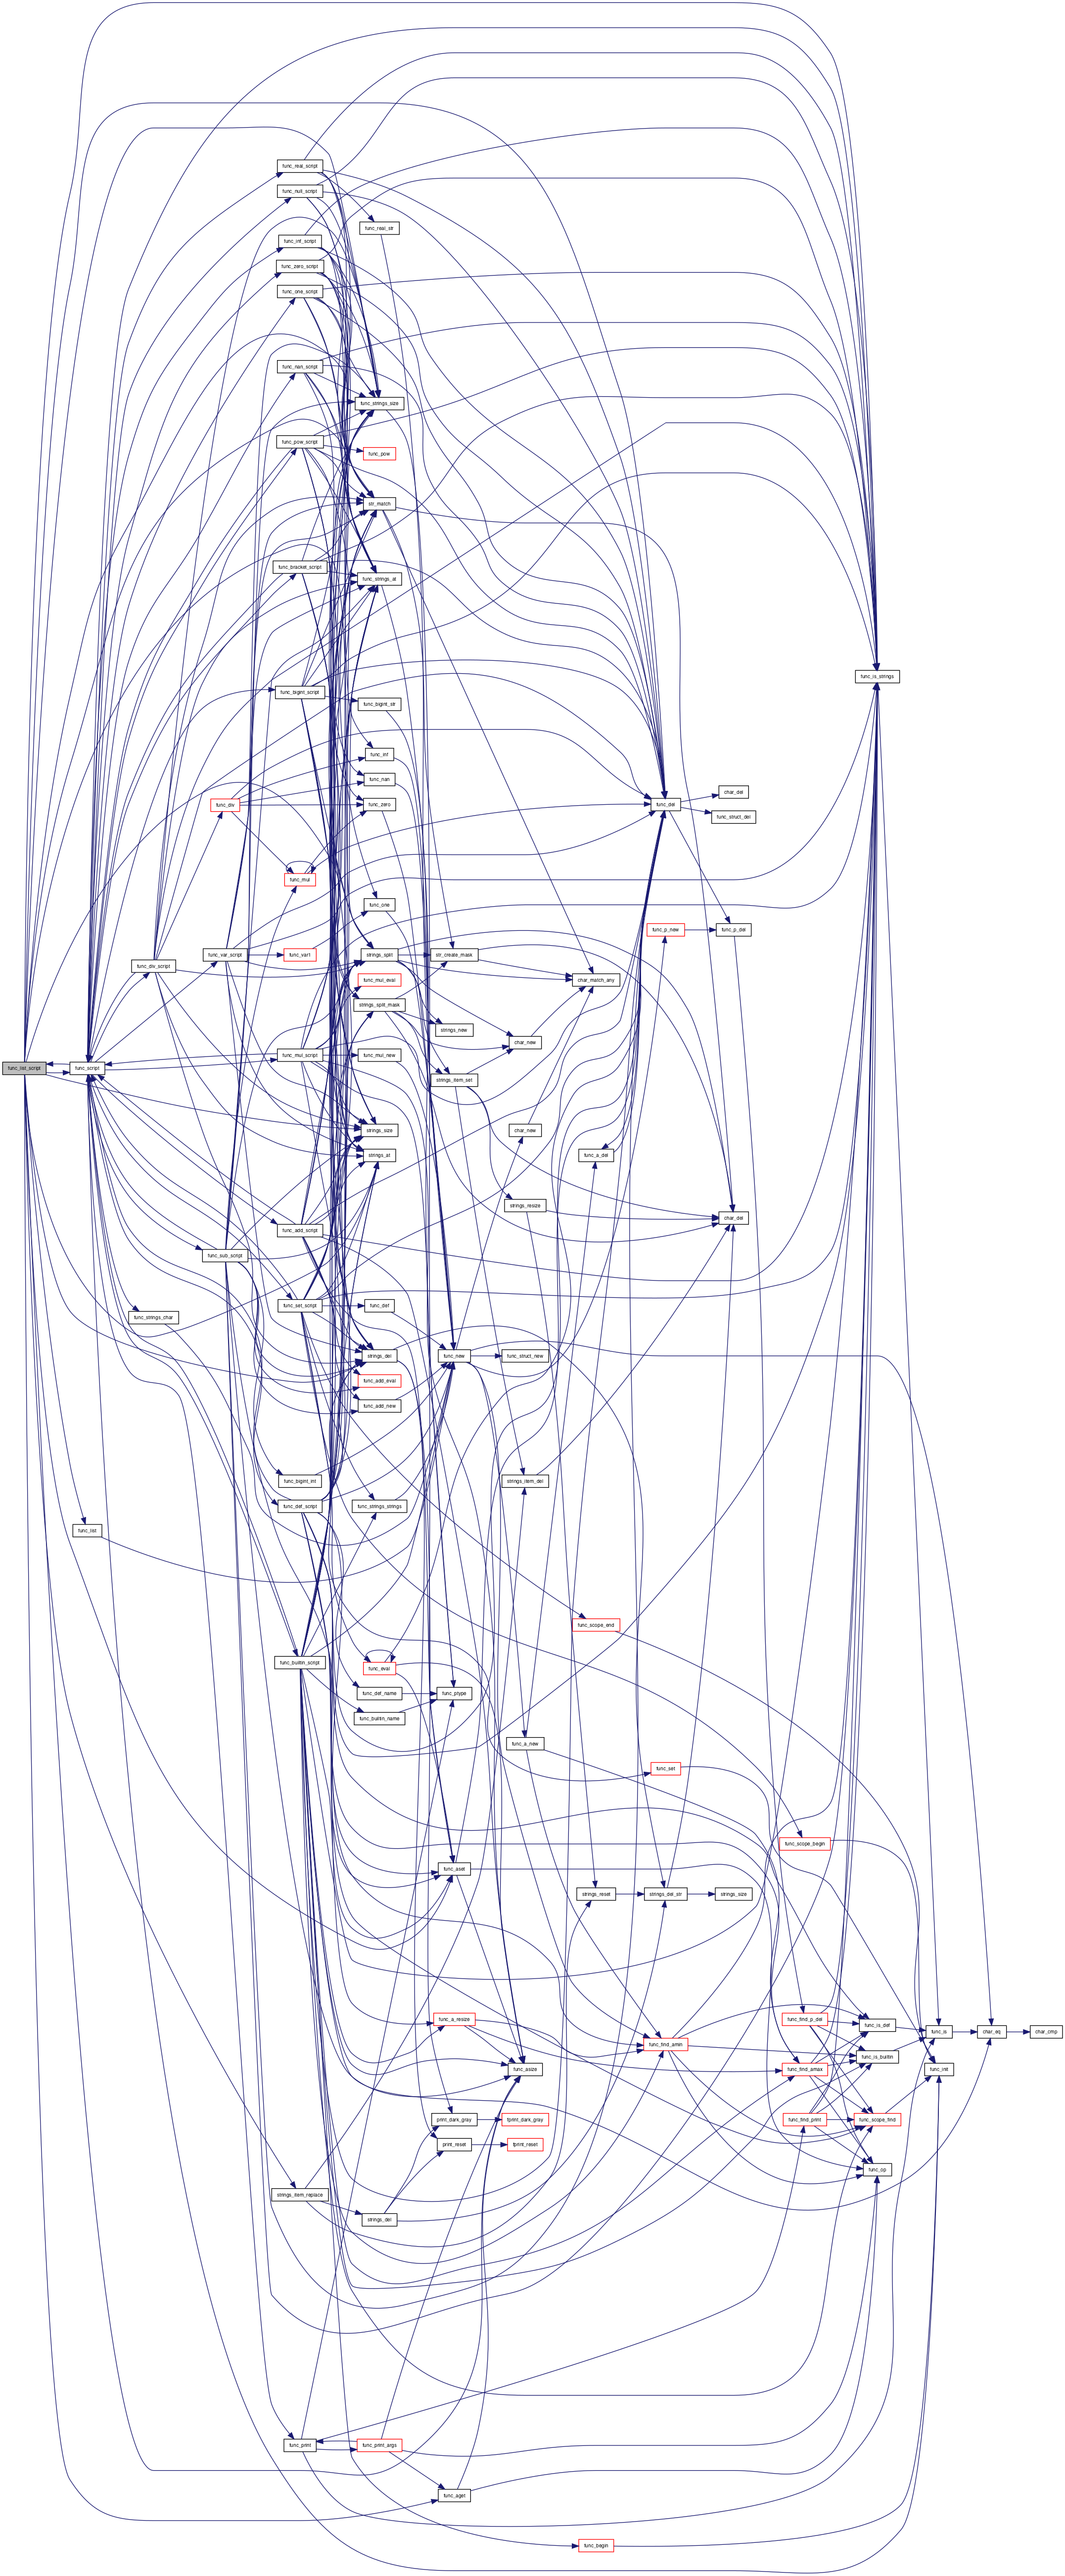 func_real_script
func_null_script
func_real_str
func_inf_script
func_zero_script
func_one_script
func_nan_script
func_strings_size
func_pow_script
func_pow
str_match
func_bracket_script
func_strings_at
func_is_strings
func_bigint_script
func_bigint_str
func_inf
func_nan
char_del
func_div
func_zero
func_del
func_struct_del
func_mul
func_one
func_p_new
func_p_del
func_var_script
func_var1
strings_split
str_create_mask
func_div_script
func_mul_eval
char_match_any
strings_split_mask
strings_new
char_new
func_mul_script
func_mul_new
func_list_script
func_script
strings_item_set
strings_size
char_new
strings_at
func_a_del
strings_resize
char_del
func_add_script
func_sub_script
func_set_script
func_def
func_strings_char
strings_del
func_new
func_struct_new
func_add_eval
func_add_new
func_bigint_int
strings_item_del
func_def_script
func_strings_strings
func_list
func_scope_end
func_builtin_script
func_eval
func_def_name
func_ptype
func_builtin_name
func_a_new
func_set
func_scope_begin
func_aset
strings_reset
strings_del_str
strings_size
func_a_resize
func_find_p_del
func_is_def
func_is
char_eq
char_cmp
func_find_amin
func_is_builtin
func_asize
func_find_amax
func_init
print_dark_gray
fprint_dark_gray
func_find_print
func_scope_find
print_reset
fprint_reset
func_op
strings_item_replace
strings_del
func_print
func_print_args
func_aget
func_begin